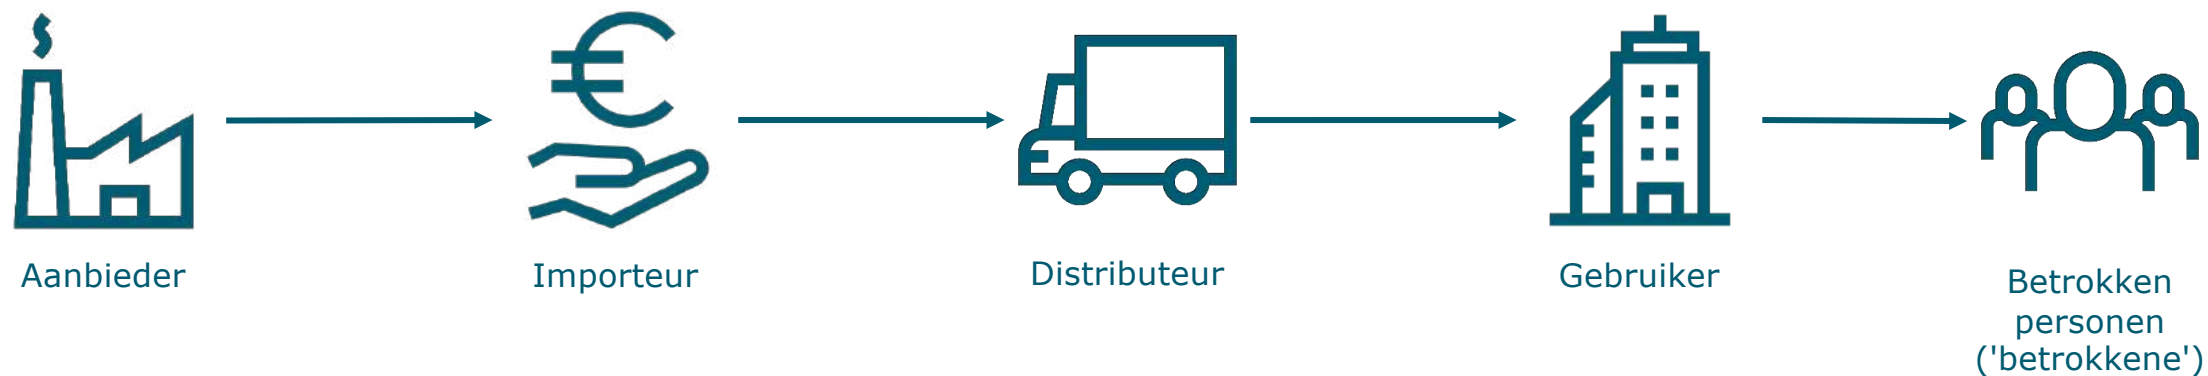 Aanbieder
Importeur
Distributeur
Gebruiker
Betrokken
personen
('betrokkene')